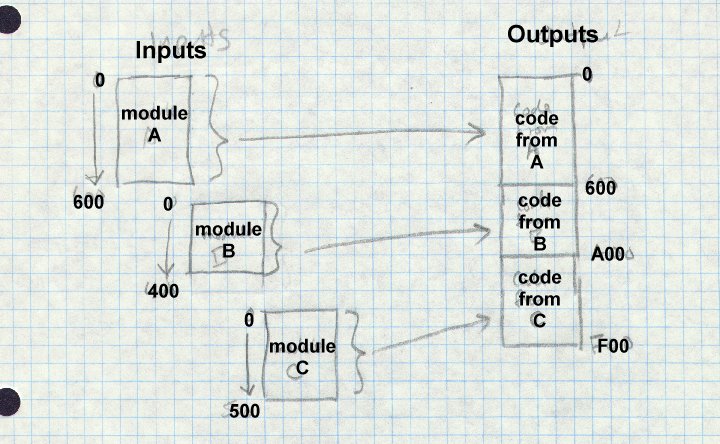 Inputs
Outputs
0
module
A
600
0
module
B
400
0
module
C
500
0
code
from
A
600
code
from
B
A00
code
from
C
F00